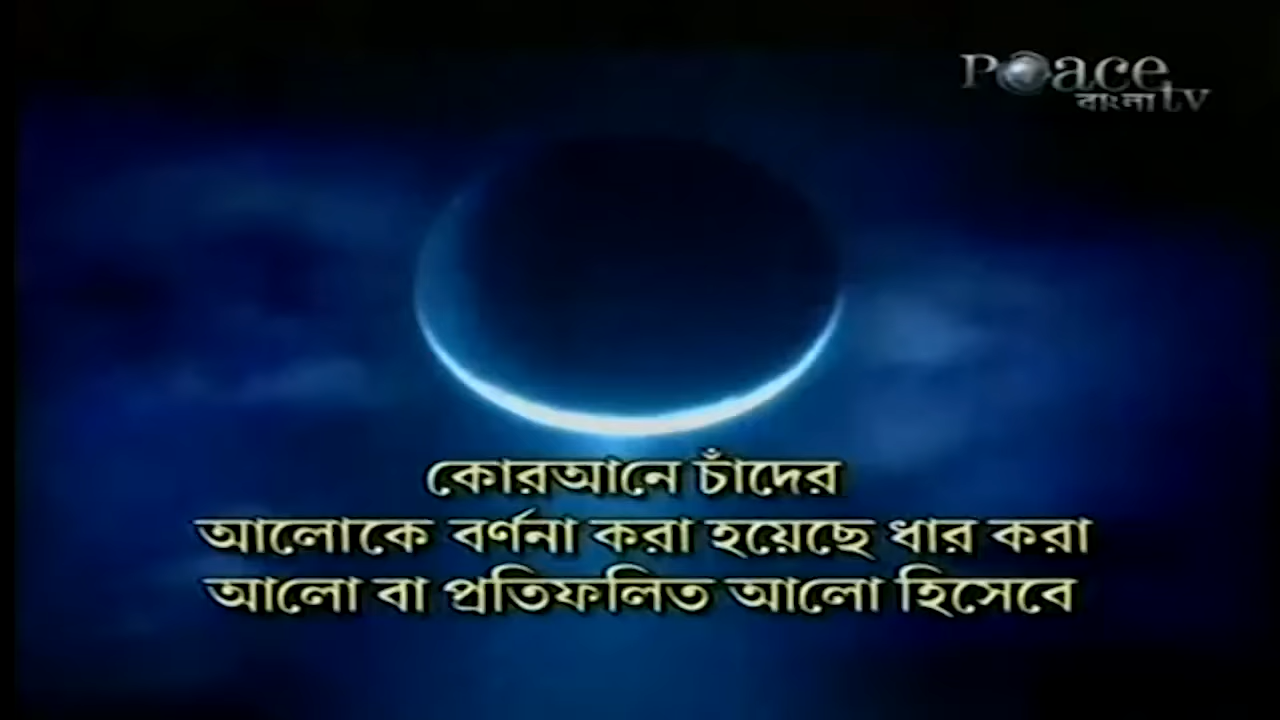 Peace
বাংলা tv
কোরআনে চাঁদের
আলোকে বর্ণনা করা হয়েছে ধার করা
আলো বা প্রতিফলিত আলো হিসেবে